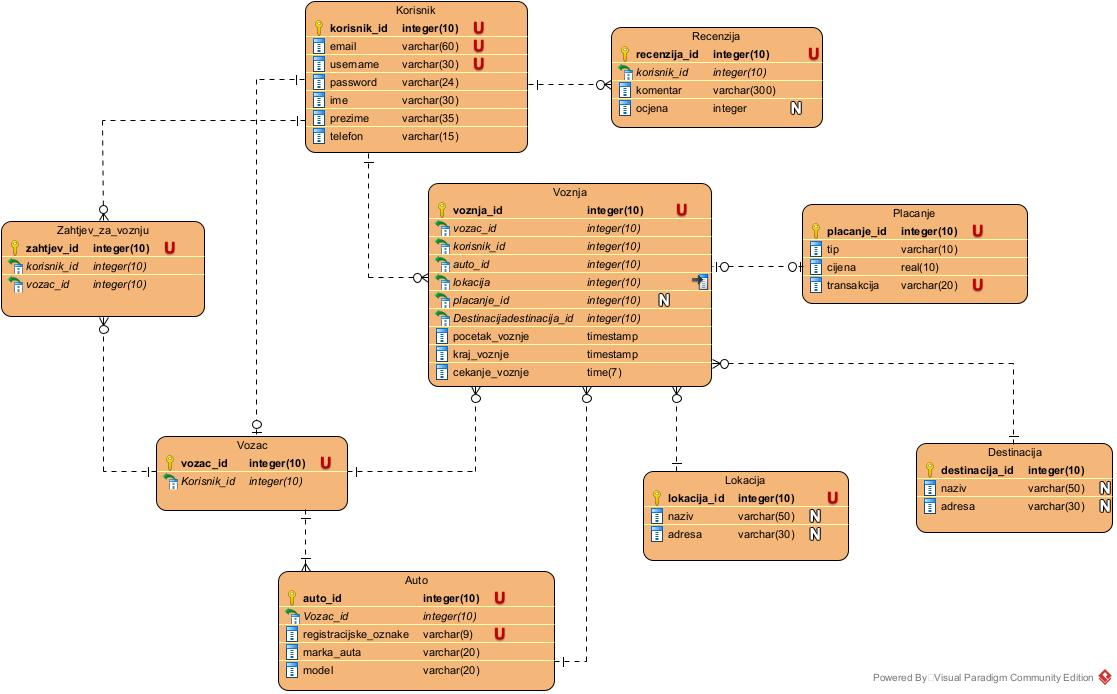 Korisnik
korisnik_id integer(10) U
email varchar(60) U
username varchar(30) U
password varchar(24)
ime varchar(30)
prezime varchar(35)
telefon varchar(15)
Recenzija
recenzija_id integer(10) U
korisnik_id integer(10)
komentar varchar(300)
ocjena integer N
Voznja
voznja_id integer(10) U
vozac_id integer(10)
korisnik_id integer(10)
auto_id integer(10)
lokacija integer(10)
placanje_id integer(10) N
Destinacijadestinacija_id integer(10)
pocetak_voznje timestamp
kraj_voznje timestamp
cekanje_voznje time(7)
Placanje
placanje_id integer(10) U
tip varchar(10)
cijena real(10)
transakcija varchar(20) U
Zahtjev_za_voznju
zahtjev_id integer(10) U
korisnik_id integer(10)
vozac_id integer(10)
Vozac
vozac_id integer(10) U
Korisnik_id integer(10)
Lokacija
lokacija_id integer(10) U
naziv varchar(50) N
adresa varchar(30) N
Destinacija
destinacija_id integer(10)
naziv varchar(50) N
adresa varchar(30) N
Auto
auto_id integer(10) U
Vozac_id integer(10)
registracijske_oznake varchar(9) U
marka_auta varchar(20)
model varchar(20)
Powered By Visual Paradigm Community Edition